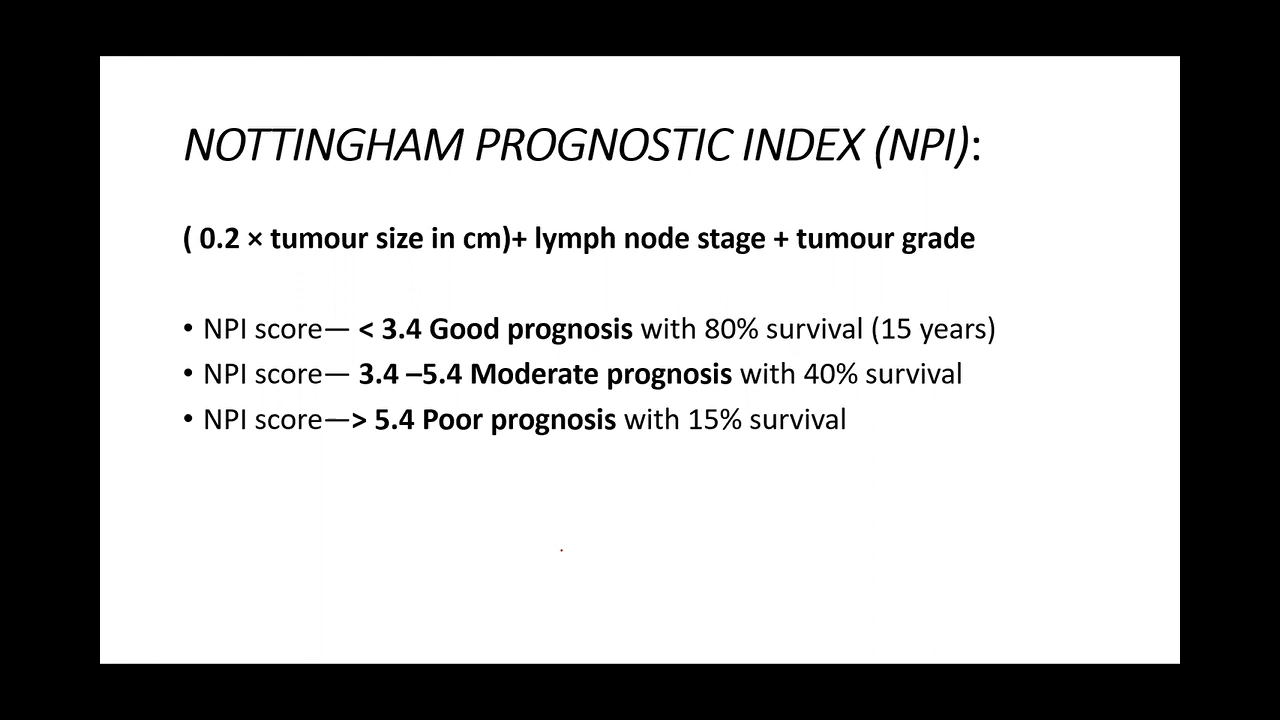 NOTTINGHAM PROGNOSTIC INDEX (NPI):
( 0.2 × tumour size in cm)+ lymph node stage + tumour grade
• NPI score— < 3.4 Good prognosis with 80% survival (15 years)
• NPI score— 3.4 –5.4 Moderate prognosis with 40% survival
• NPI score—> 5.4 Poor prognosis with 15% survival